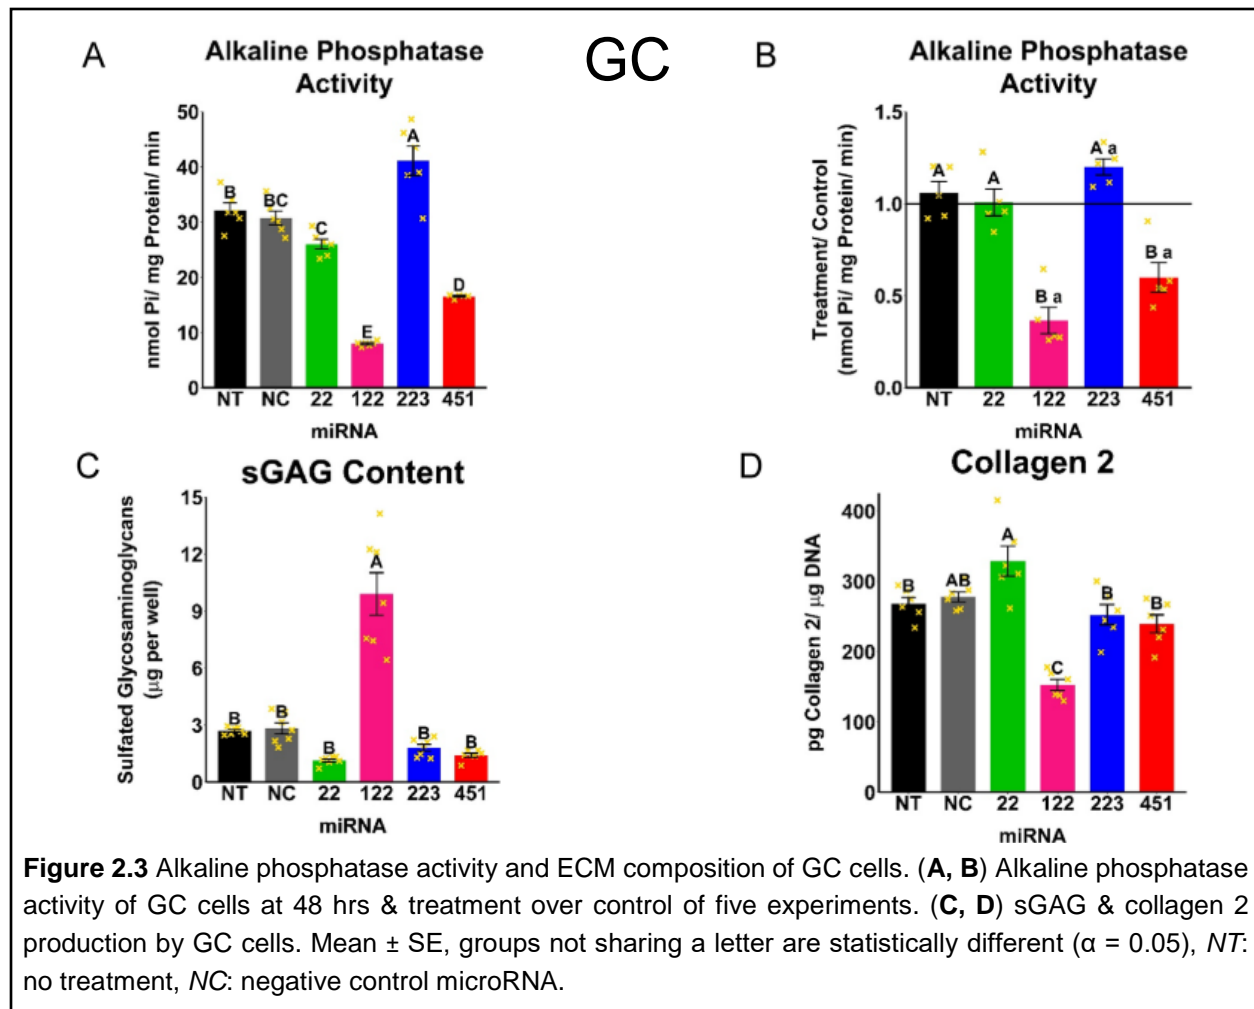 GC
A
Alkaline Phosphatase
Activity
nmol Pi/ mg Protein/ min
50
40
30
20
10
0
B
BC
C
E
A
D
NT NC 22 122 223 451
miRNA
B
Alkaline Phosphatase
Activity
Treatment/ Control
(nmol Pi/ mg Protein/ min)
1.5
1.0
0.5
0.0
A
A
B a
A a
B a
NT 22 122 223 451
miRNA
C
sGAG Content
Sulfated Glycosaminoglycans
(µg per well)
15
12
9
6
3
0
B
B
B
A
B
B
NT NC 22 122 223 451
miRNA
D
Collagen 2
pg Collagen 2/ µg DNA
400
300
200
100
0
B
AB
A
C
B
B
NT NC 22 122 223 451
miRNA
Figure 2.3 Alkaline phosphatase activity and ECM composition of GC cells. (A, B) Alkaline phosphatase
activity of GC cells at 48 hrs & treatment over control of five experiments. (C, D) sGAG & collagen 2
production by GC cells. Mean ± SE, groups not sharing a letter are statistically different (α = 0.05), NT:
no treatment, NC: negative control microRNA.